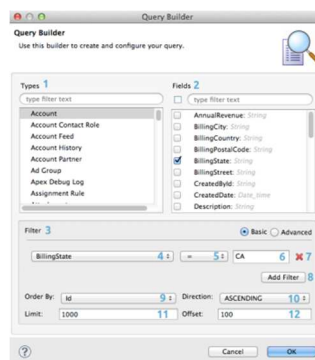 Query Builder
Query Builder
Use this builder to create and configure your query.
Types 1
Fields 2
type filter text
type filter text
Account
Account Contact Role
Account Feed
Account History
Account Partner
Ad Group
Apex Debug Log
Assignment Rule
AnnualRevenue: String
BillingCity: String
BillingCountry: String
BillingPostalCode: String
BillingState: String
BillingStreet: String
CreatedById: String
CreatedDate: Date_time
Description: String
Filter 3
Basic
Advanced
BillingState 4
= 5
CA 6
7
Add Filter 8
Order By: Id 9
Direction: ASCENDING 10
Limit: 1000 11
Offset: 100 12
?
Cancel
OK